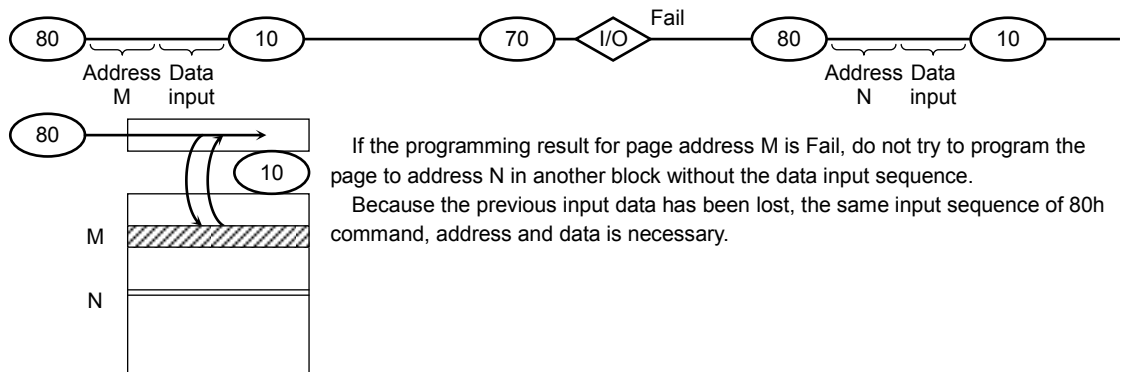 Fail
80 10 70 I/O 80 10
Address Data Address Data
M input N input
80
If the programming result for page address M is Fail, do not try to program the
10 page to address N in another block without the data input sequence.
Because the previous input data has been lost, the same input sequence of 80h
M command, address and data is necessary.
N